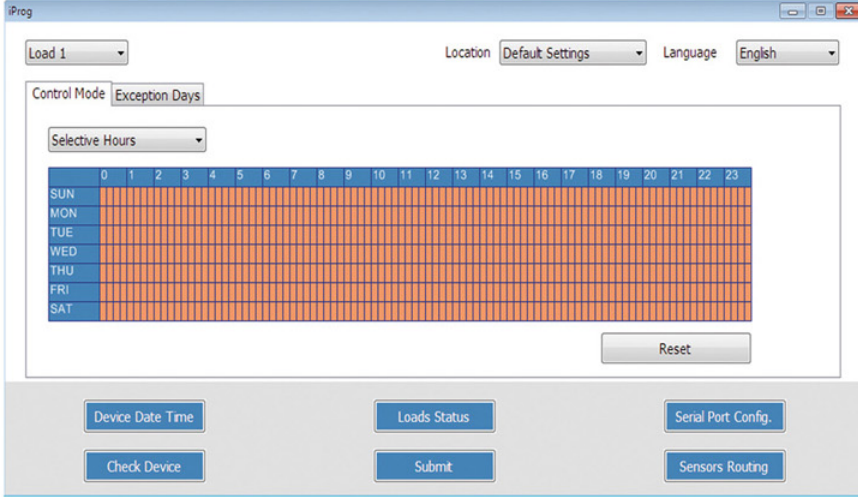 iProg
Load 1 Location Default Settings Language English
Control Mode Exception Days
Selective Hours
0 1 2 3 4 5 6 7 8 9 10 11 12 13 14 15 16 17 18 19 20 21 22 23
SUN
MON
TUE
WED
THU
FRI
SAT
Reset
Device Date Time Loads Status Serial Port Config.
Check Device Submit Sensors Routing